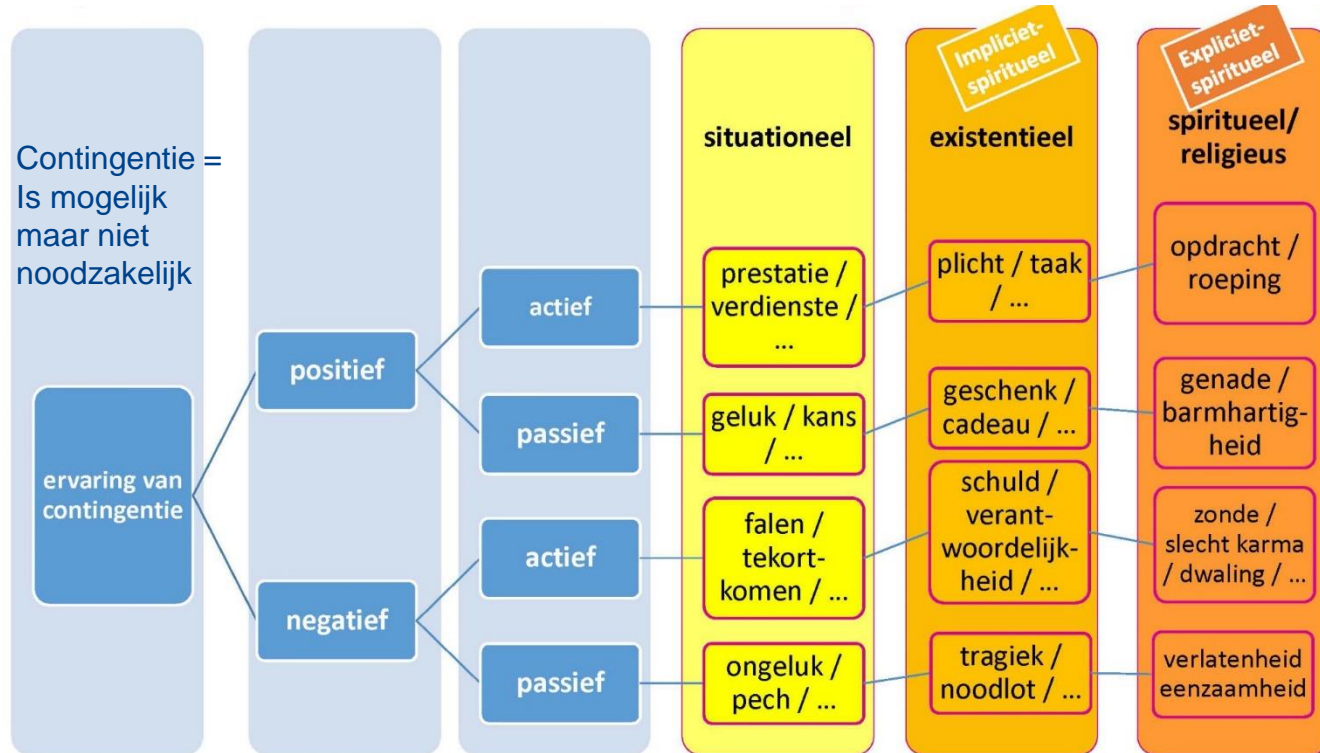 Contingentie =
Is mogelijk
maar niet
noodzakelijk
ervaring van
contingentie
positief
negatief
actief
passief
actief
passief
situationeel
prestatie /
verdienste /
...
geluk / kans
/ ...
falen /
tekort-
komen / ...
ongeluk /
pech / ...
Impliciet-
spiritueel
existentieel
plicht / taak
/ ...
geschenk /
cadeau / ...
schuld /
verant-
woordelijk-
heid / ...
tragiek /
noodlot / ...
Expliciet-
spiritueel
spiritueel/
religieus
opdracht /
roeping
genade /
barmhartig-
heid
zonde /
slecht karma
/ dwaling / ...
verlatenheid
eenzaamheid